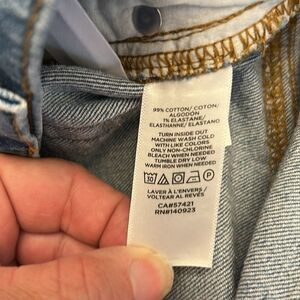 99% COTTON/ COTON/
ALGODÓN
1% ELASTANE/
ELASTHANNE/ ELASTANO
TURN INSIDE OUT
MACHINE WASH COLD
WITH LIKE COLORS
ONLY NON-CHLORINE
BLEACH WHEN NEEDED
TUMBLE DRY LOW
WARM IRON WHEN NEEDED
30 P
LAVER À L'ENVERS /
VOLTEAR AL REVÉS
CA#57421
RN#140923